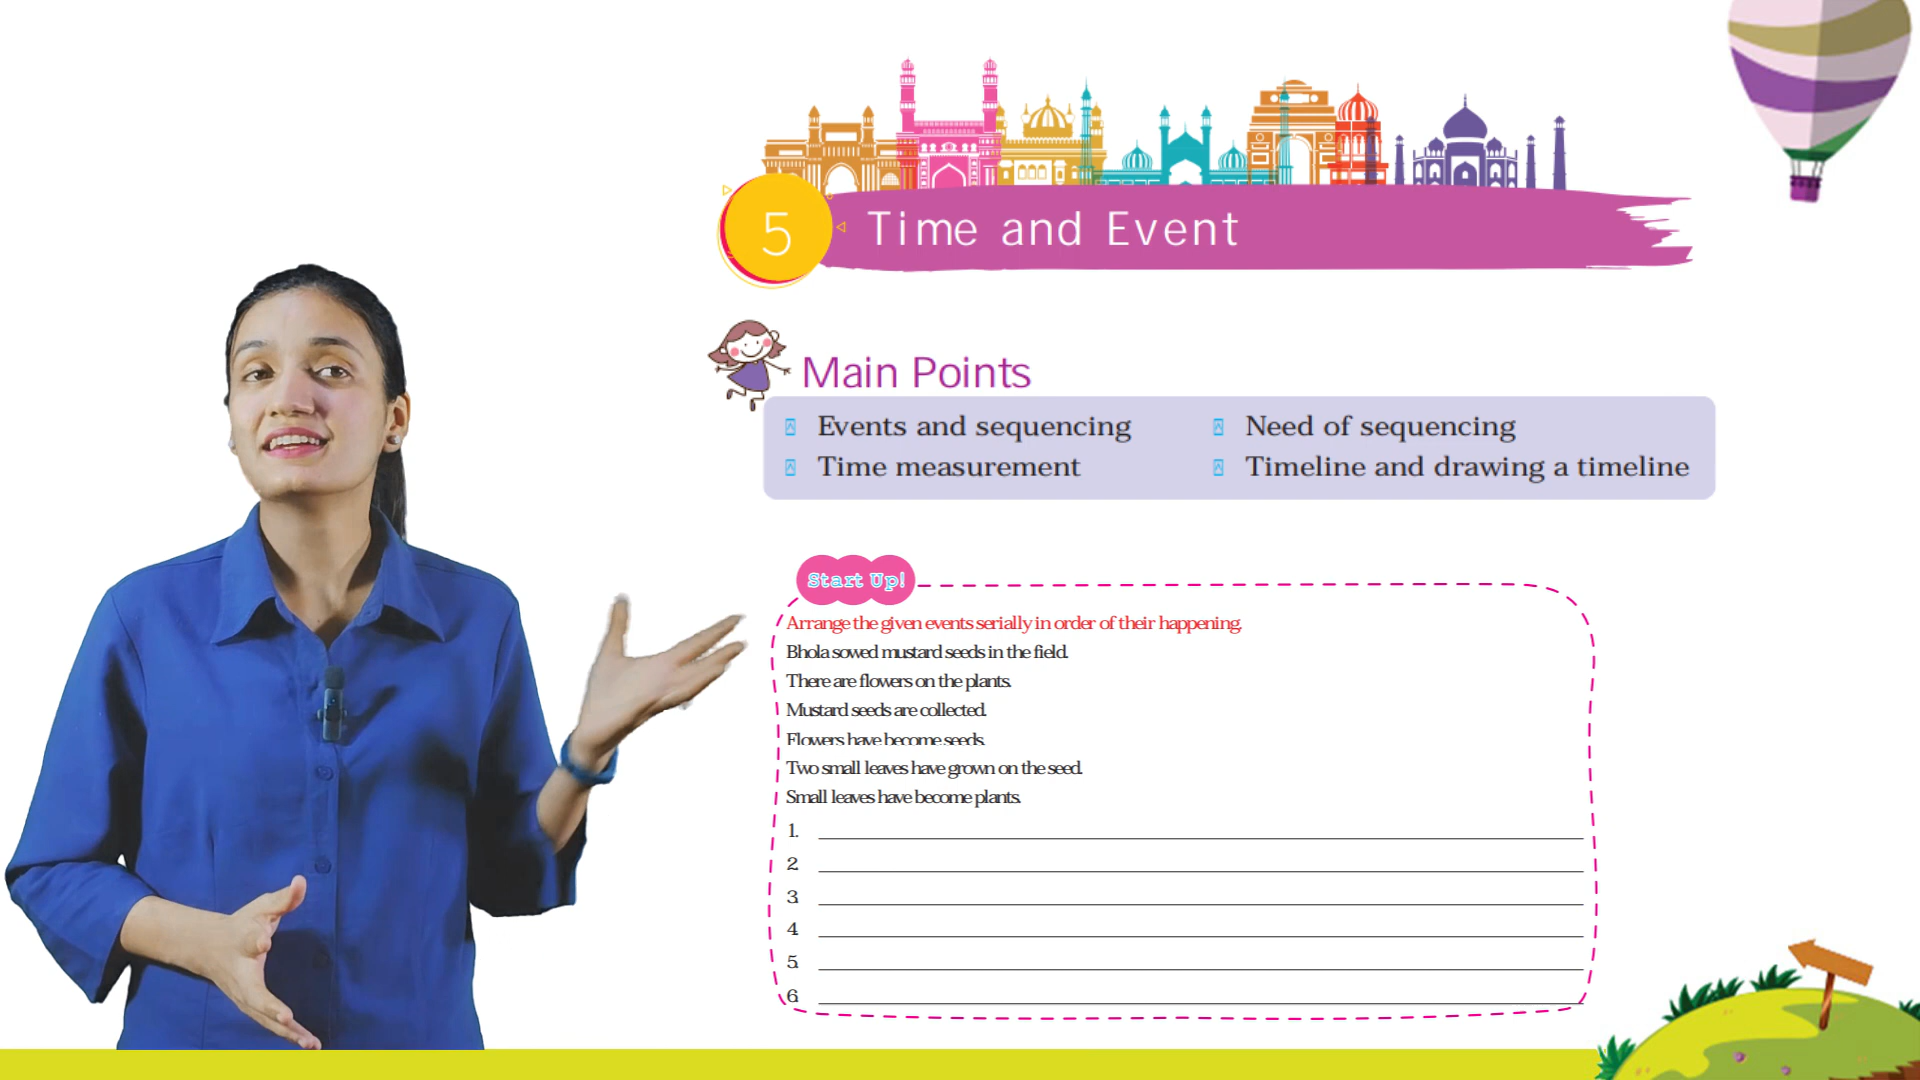 5
Time and Event
Main Points
Events and sequencing
Need of sequencing
Time measurement
Timeline and drawing a timeline
Start Up!
Arrange the given events serially in order of their happening.
Bhola sowed mustard seeds in the field.
There are flowers on the plants.
Mustard seeds are collected.
Flowers have become seeds.
Two small leaves have grown on the seed.
Small leaves have become plants.
1.
2.
3.
4.
5.
6.